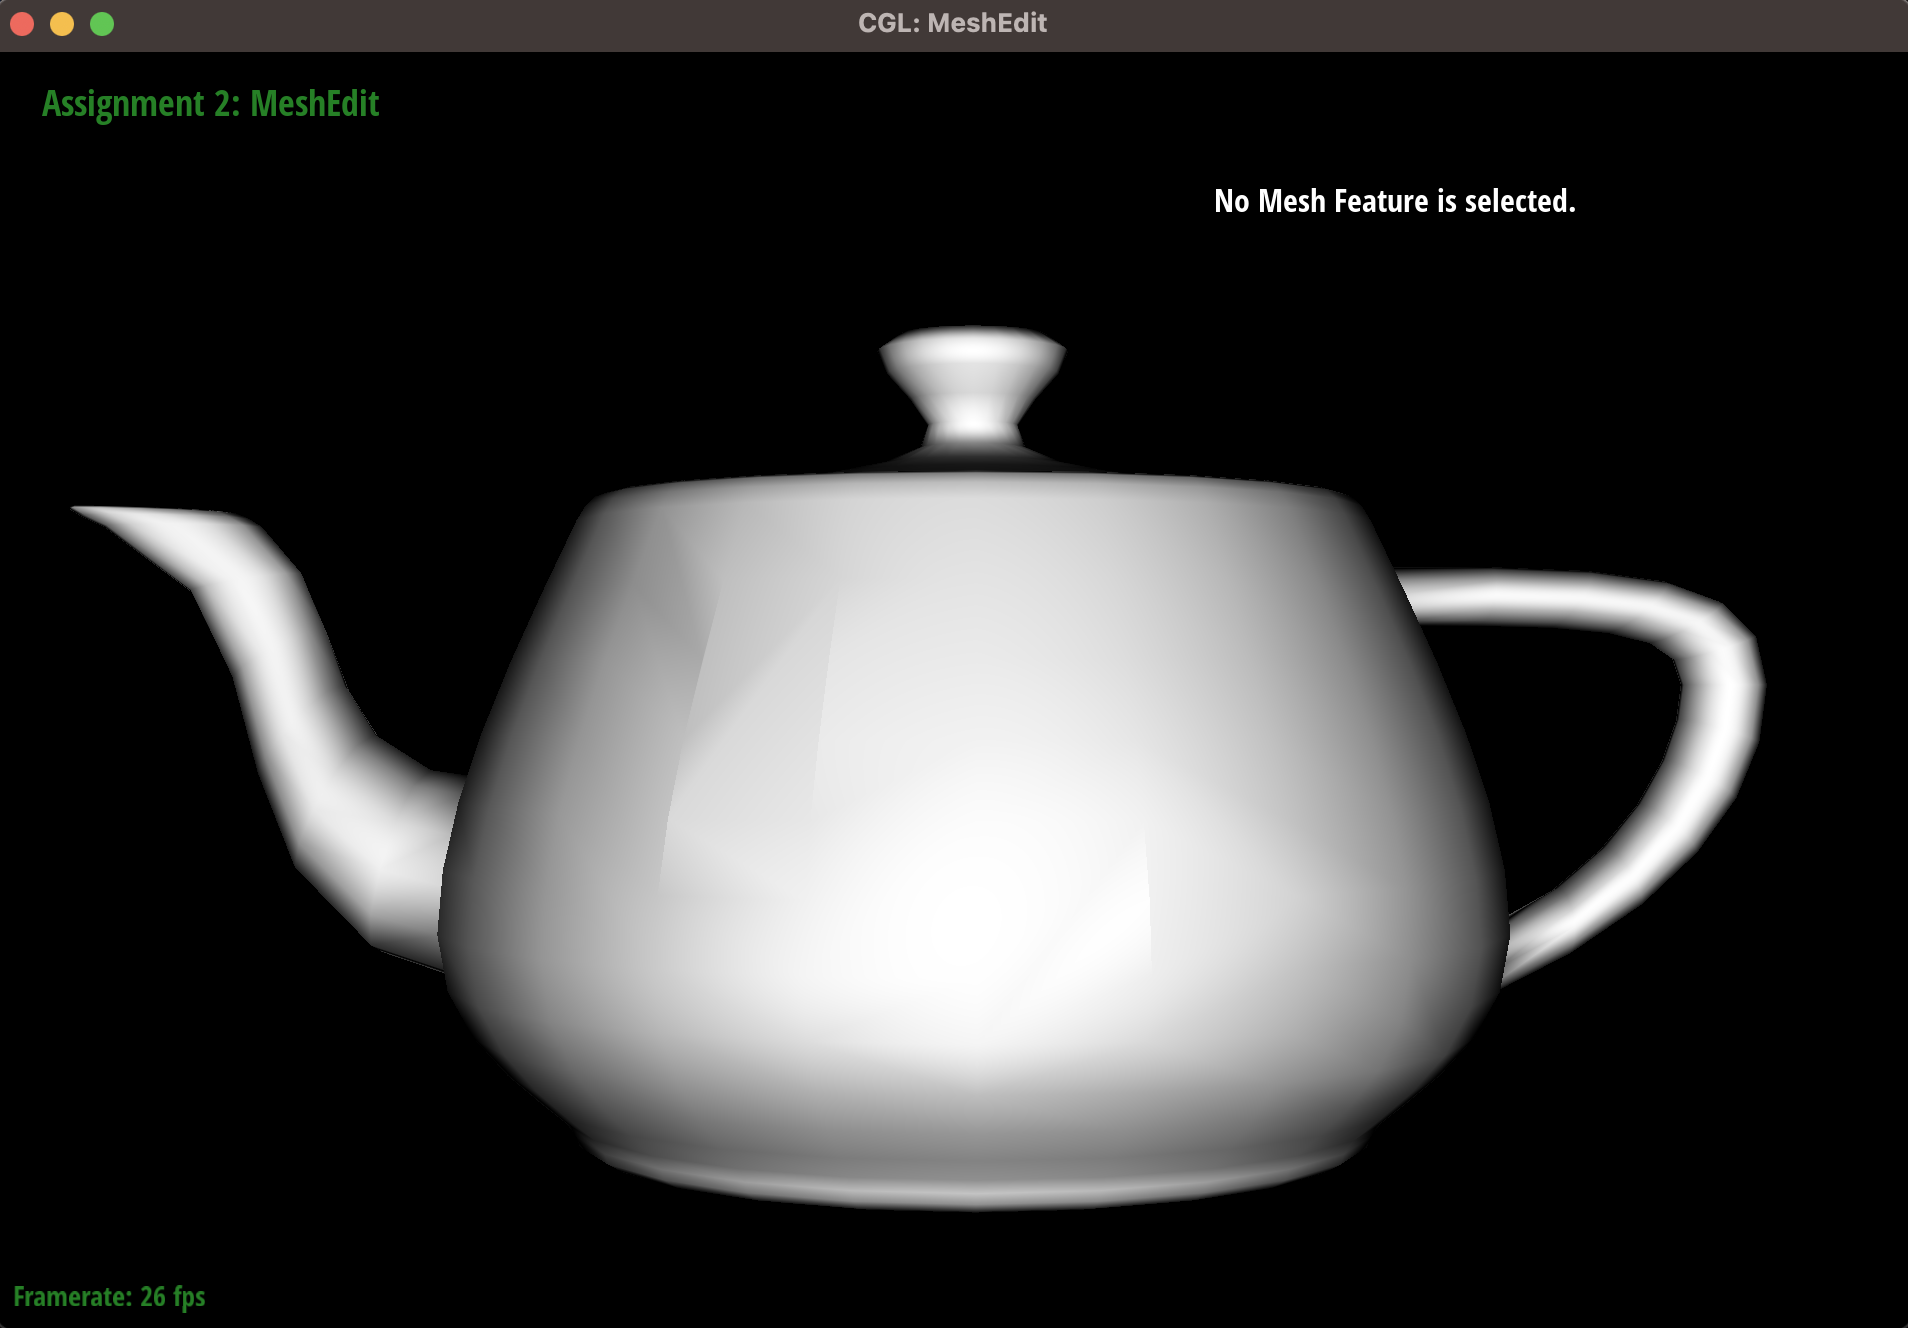 CGL: MeshEdit
Assignment 2: MeshEdit
No Mesh Feature is selected.
Framerate: 26 fps